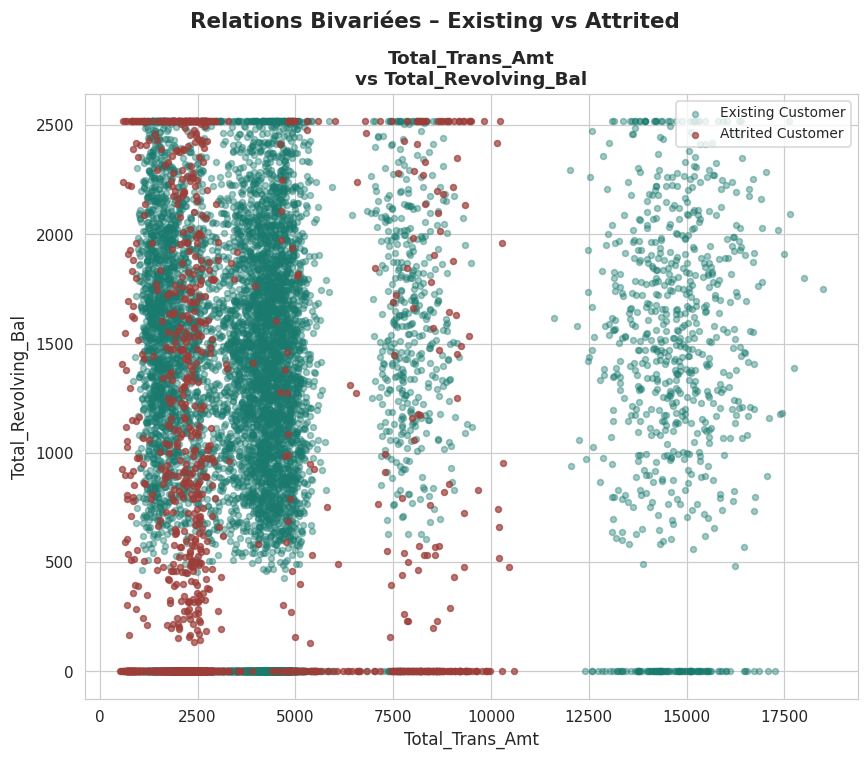 Relations Bivariées – Existing vs Attrited
Total_Trans_Amt
vs Total_Revolving_Bal
Existing Customer
Attrited Customer
2500
2000
1500
1000
500
0
Total_Revolving_Bal
0
2500
5000
7500
10000
12500
15000
17500
Total_Trans_Amt